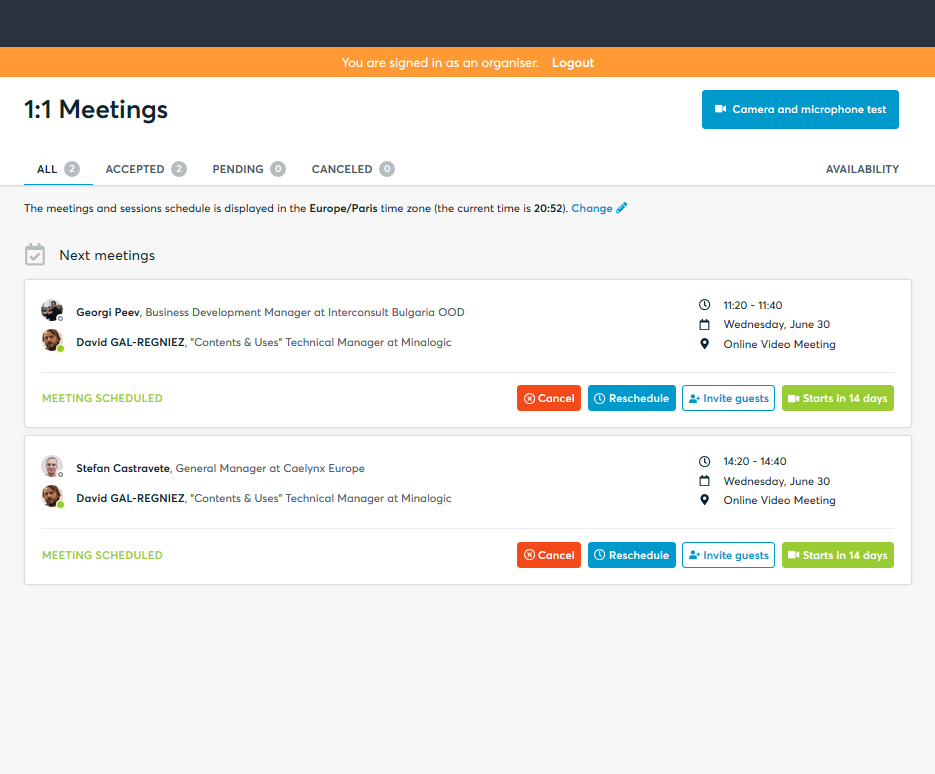 You are signed in as an organiser. Logout
1:1 Meetings
Camera and microphone test
ALL 2 ACCEPTED 2 PENDING 0 CANCELED 0 AVAILABILITY
The meetings and sessions schedule is displayed in the Europe/Paris time zone (the current time is 20:52). Change
Next meetings
Georgi Peev, Business Development Manager at Interconsult Bulgaria OOD
David GAL-REGNIEZ, "Contents & Uses" Technical Manager at Minalogic
11:20 - 11:40
Wednesday, June 30
Online Video Meeting
MEETING SCHEDULED
Cancel Reschedule Invite guests Starts in 14 days
Stefan Castravete, General Manager at Caelynx Europe
David GAL-REGNIEZ, "Contents & Uses" Technical Manager at Minalogic
14:20 - 14:40
Wednesday, June 30
Online Video Meeting
MEETING SCHEDULED
Cancel Reschedule Invite guests Starts in 14 days